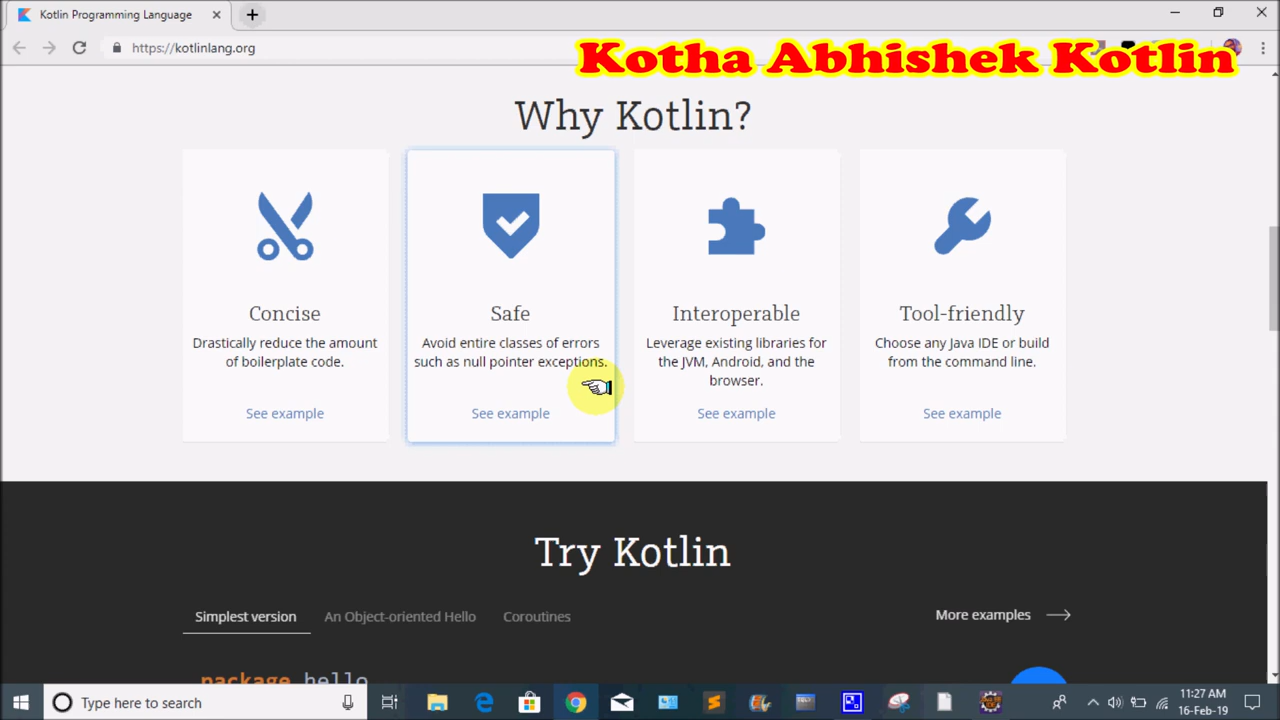 Kotlin Programming Language
https://kotlinlang.org
Kotha Abhishek Kotlin
Why Kotlin?
Concise
Drastically reduce the amount
of boilerplate code.
See example
Safe
Avoid entire classes of errors
such as null pointer exceptions.
See example
Interoperable
Leverage existing libraries for
the JVM, Android, and the
browser.
See example
Tool-friendly
Choose any Java IDE or build
from the command line.
See example
Try Kotlin
Simplest version
An Object-oriented Hello
Coroutines
More examples
package hello
Type here to search
11:27 AM
16-Feb-19